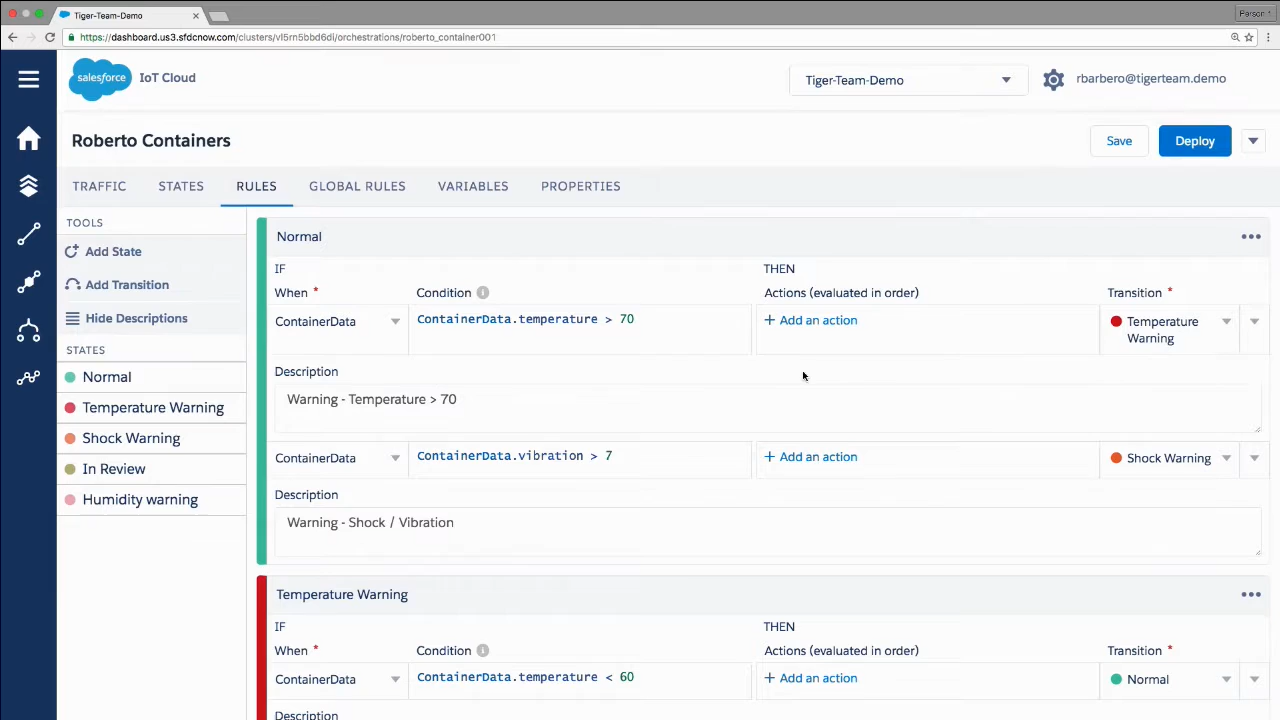 Tiger-Team-Demo
Person 1
https://dashboard.us3.sfdcnow.com/clusters/vl5rn5bbd6di/orchestrations/roberto_container001
salesforce
IoT Cloud
Tiger-Team-Demo
rbarbero@tigerteam.demo
Roberto Containers
Save
Deploy
TRAFFIC STATES RULES GLOBAL RULES VARIABLES PROPERTIES
TOOLS
Add State
Add Transition
Hide Descriptions
STATES
Normal
Temperature Warning
Shock Warning
In Review
Humidity warning
Normal
IF THEN
When * Condition Actions (evaluated in order) Transition *
ContainerData ContainerData.temperature > 70 + Add an action Temperature
Warning
Description
Warning - Temperature > 70
ContainerData ContainerData.vibration > 7 + Add an action Shock Warning
Description
Warning - Shock / Vibration
Temperature Warning
IF THEN
When * Condition Actions (evaluated in order) Transition *
ContainerData ContainerData.temperature < 60 + Add an action Normal
Description